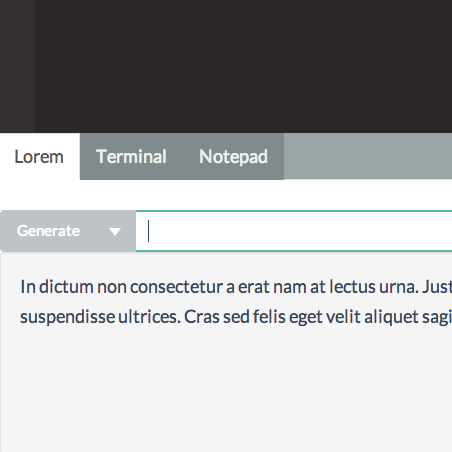 Lorem Terminal Notepad
Generate
In dictum non consectetur a erat nam at lectus urna. Just
suspendisse ultrices. Cras sed felis eget velit aliquet sagi